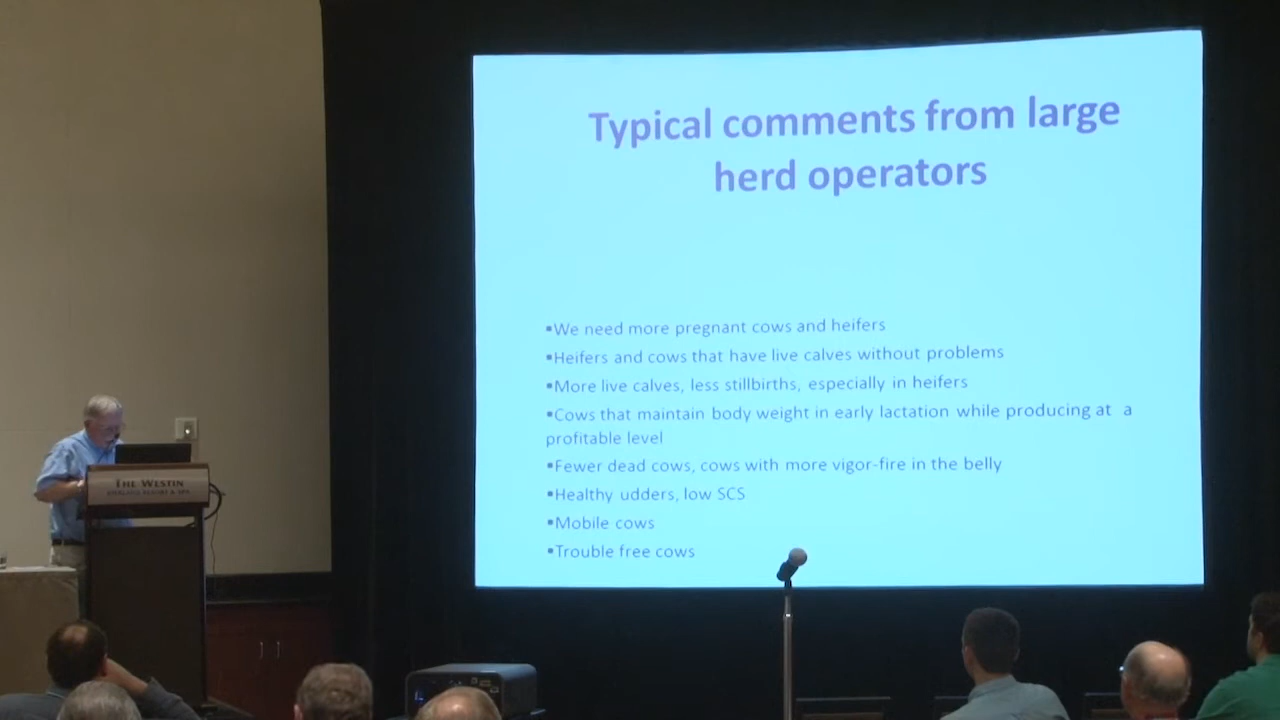 Typical comments from large
herd operators
▪We need more pregnant cows and heifers
▪Heifers and cows that have live calves without problems
▪More live calves, less stillbirths, especially in heifers
▪Cows that maintain body weight in early lactation while producing at a
profitable level
▪Fewer dead cows, cows with more vigor-fire in the belly
▪Healthy udders, low SCS
▪Mobile cows
▪Trouble free cows
THE WESTIN